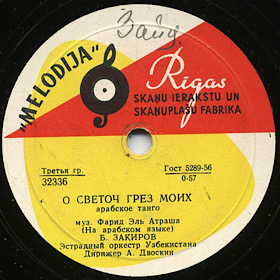 Зайц
"MELODIJA"
Rīgas
SKAŅU IERAKSTU UN
SKAŅUPLAŠU FABRIKA
Третья гр.
Гост 5289-56
32336
0-57
О СВЕТОЧ ГРЕЗ МОИХ
арабское танго
муз. Фарид Эль Атраша
(На арабском языке)
Б. ЗАКИРОВ
Эстрадный оркестр Узбекистана
Дирижер А. Двоскин